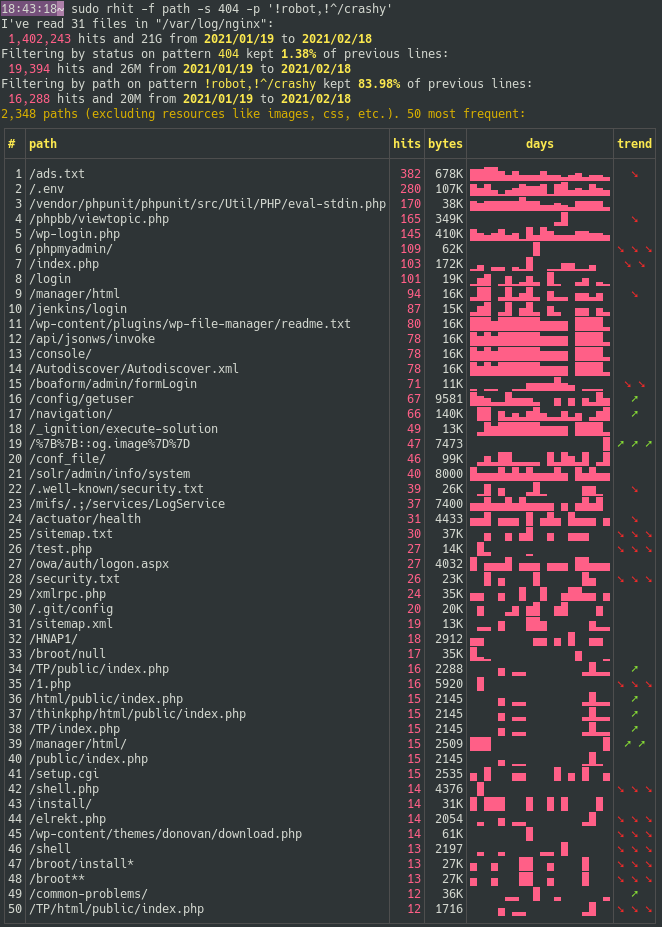 18:43:18~ sudo rhit -f path -s 404 -p '!robot,!^/crashy'
I've read 31 files in "/var/log/nginx":
1,402,243 hits and 21G from 2021/01/19 to 2021/02/18
Filtering by status on pattern 404 kept 1.38% of previous lines:
19,394 hits and 26M from 2021/01/19 to 2021/02/18
Filtering by path on pattern !robot,!^/crashy kept 83.98% of previous lines:
16,288 hits and 20M from 2021/01/19 to 2021/02/18
2,348 paths (excluding resources like images, css, etc.). 50 most frequent:
# path hits bytes days trend
1 /ads.txt 382 678K ↘
2 /.env 280 107K
3 /vendor/phpunit/phpunit/src/Util/PHP/eval-stdin.php 170 38K
4 /phpbb/viewtopic.php 165 349K ↘
5 /wp-login.php 145 410K
6 /phpmyadmin/ 109 62K ↘ ↘ ↘
7 /index.php 103 172K ↘ ↘
8 /login 101 19K
9 /manager/html 94 16K ↘
10 /jenkins/login 87 15K
11 /wp-content/plugins/wp-file-manager/readme.txt 80 16K
12 /api/jsonws/invoke 78 16K
13 /console/ 78 16K
14 /Autodiscover/Autodiscover.xml 78 16K
15 /boaform/admin/formLogin 71 11K ↘ ↘
16 /config/getuser 67 9581 ↗
17 /navigation/ 66 140K ↗
18 /_ignition/execute-solution 49 13K
19 /%7B%7B::og.image%7D%7D 47 7473 ↗ ↗ ↗
20 /conf_file/ 46 99K
21 /solr/admin/info/system 40 8000
22 /.well-known/security.txt 39 26K ↘
23 /mifs/.;/services/LogService 37 7400
24 /actuator/health 31 4433 ↘
25 /sitemap.txt 30 37K ↘ ↘ ↘
26 /test.php 27 14K ↘ ↘ ↘
27 /owa/auth/logon.aspx 27 4032
28 /security.txt 26 23K ↘ ↘ ↘
29 /xmlrpc.php 24 35K
30 /.git/config 20 20K
31 /sitemap.xml 19 13K
32 /HNAP1/ 18 2912
33 /broot/null 17 35K
34 /TP/public/index.php 16 2288 ↗
35 /1.php 16 5920 ↘ ↘ ↘
36 /html/public/index.php 15 2145 ↗
37 /thinkphp/html/public/index.php 15 2145 ↗
38 /TP/index.php 15 2145 ↗
39 /manager/html/ 15 2509 ↗ ↗
40 /public/index.php 15 2145
41 /setup.cgi 15 2535
42 /shell.php 14 4376 ↘ ↘ ↘
43 /install/ 14 31K
44 /elrekt.php 14 2054 ↘ ↘ ↘
45 /wp-content/themes/donovan/download.php 14 61K ↘ ↘ ↘
46 /shell 13 2197 ↘ ↘ ↘
47 /broot/install* 13 27K ↘ ↘ ↘
48 /broot** 13 27K ↘ ↘ ↘
49 /common-problems/ 12 36K ↗
50 /TP/html/public/index.php 12 1716 ↘ ↘ ↘